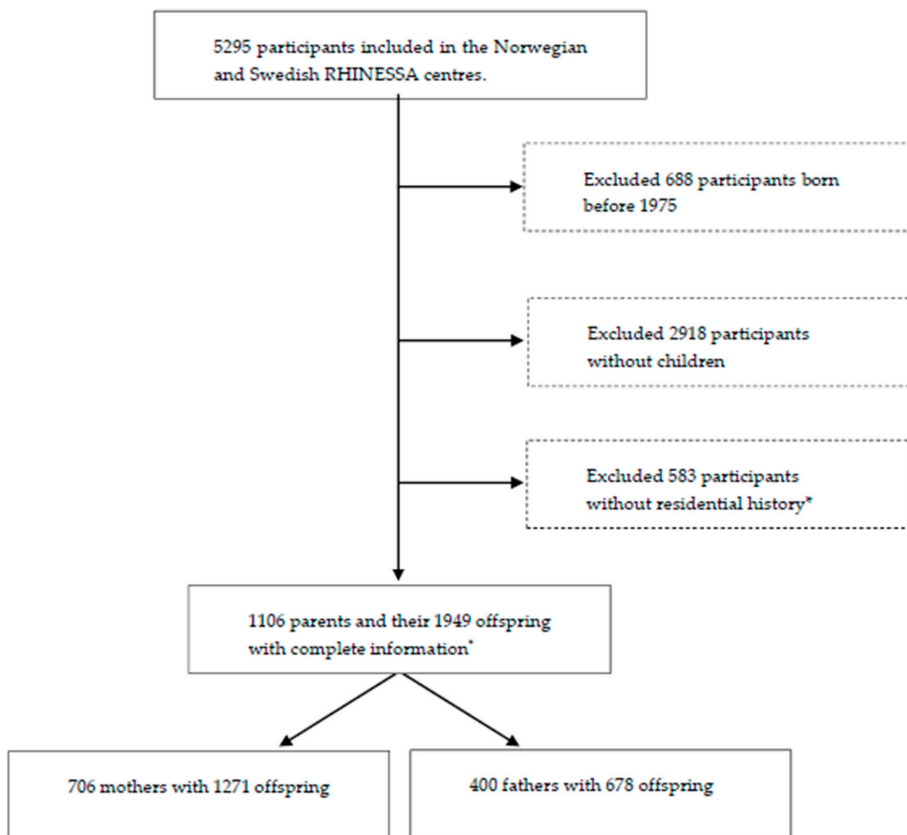 5295 participants included in the Norwegian
and Swedish RHINESSA centres.
Excluded 688 participants born
before 1975
Excluded 2918 participants
without children
Excluded 583 participants
without residential history*
1106 parents and their 1949 offspring
with complete information*
706 mothers with 1271 offspring
400 fathers with 678 offspring